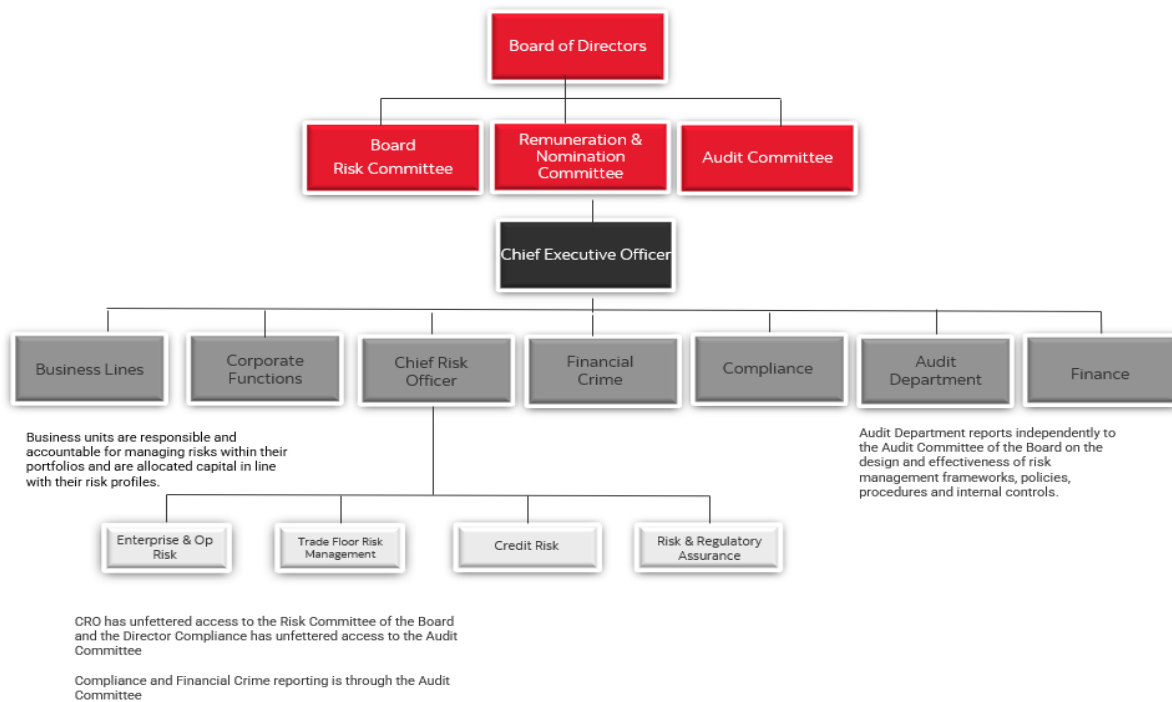 Board of Directors
Board
Risk Committee
Remuneration &
Nomination
Committee
Audit Committee
Chief Executive Officer
Business Lines
Corporate
Functions
Chief Risk
Officer
Financial
Crime
Compliance
Audit
Department
Finance
Business units are responsible and
accountable for managing risks within their
portfolios and are allocated capital in line
with their risk profiles.
Audit Department reports independently to
the Audit Committee of the Board on the
design and effectiveness of risk
management frameworks, policies,
procedures and internal controls.
Enterprise & Op
Risk
Trade Floor Risk
Management
Credit Risk
Risk & Regulatory
Assurance
CRO has unfettered access to the Risk Committee of the Board
and the Director Compliance has unfettered access to the Audit
Committee
Compliance and Financial Crime reporting is through the Audit
Committee